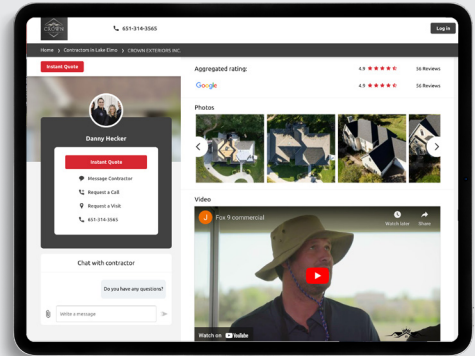 CROWN
651-314-3565
Log in
Home > Contractors in Lake Elmo > CROWN EXTERIORS INC.
Instant Quote
Aggregated rating:
4.9
56 Reviews
Google
4.9
56 Reviews
Photos
Danny Hecker
Instant Quote
Message Contractor
Request a Call
Request a Visit
651-314-3565
Video
J
Fox 9 commercial
Watch later
Share
Chat with contractor
Do you have any questions?
Write a message
Watch on YouTube